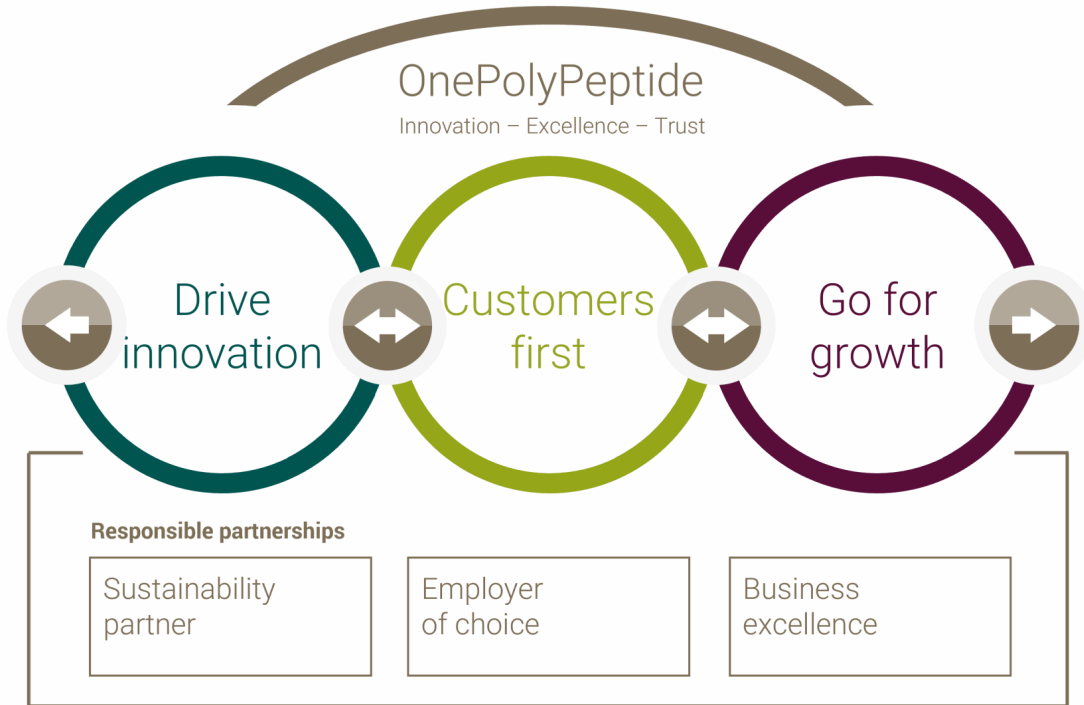 OnePolyPeptide
Innovation – Excellence – Trust
Drive
innovation
Customers
first
Go for
growth
Responsible partnerships
Sustainability
partner
Employer
of choice
Business
excellence